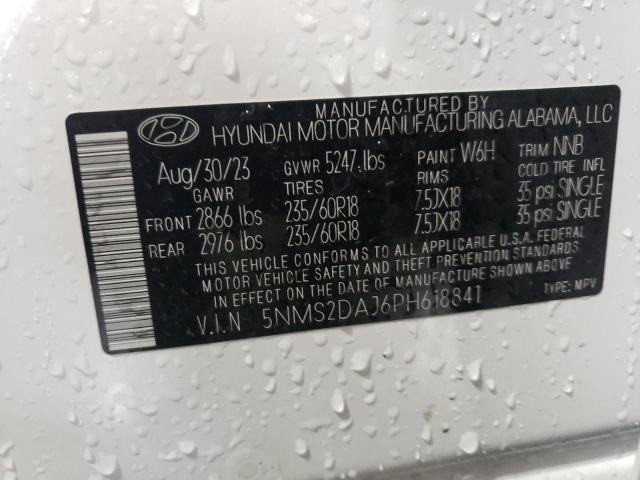 MANUFACTURED BY
HYUNDAI MOTOR MANUFACTURING ALABAMA, LLC
Aug/30/23 GVWR 5247.lbs PAINT W6H TRIM NNB
GAWR TIRES RIMS COLD TIRE INFL
FRONT 2866 lbs 235/60R18 7.5JX18 35 psi SINGLE
REAR 2976 lbs 235/60R18 7.5JX18 35 psi SINGLE
THIS VEHICLE CONFORMS TO ALL APPLICABLE U.S.A. FEDERAL
MOTOR VEHICLE SAFETY AND THEFT PREVENTION STANDARDS
IN EFFECT ON THE DATE OF MANUFACTURE SHOWN ABOVE.
V.I.N 5NMS2DAJ6PH618841 TYPE: MPV